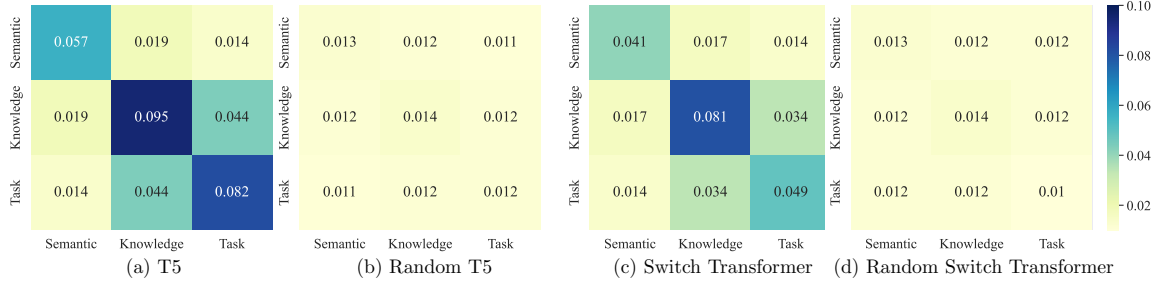 Semantic 0.057 0.019 0.014
Knowledge 0.019 0.095 0.044
Task 0.014 0.044 0.082
Semantic Knowledge Task
(a) T5
Semantic 0.013 0.012 0.011
Knowledge 0.012 0.014 0.012
Task 0.011 0.012 0.012
Semantic Knowledge Task
(b) Random T5
Semantic 0.041 0.017 0.014
Knowledge 0.017 0.081 0.034
Task 0.014 0.034 0.049
Semantic Knowledge Task
(c) Switch Transformer
Semantic 0.013 0.012 0.012
Knowledge 0.012 0.014 0.012
Task 0.012 0.012 0.01
Semantic Knowledge Task
(d) Random Switch Transformer
0.10
0.08
0.06
0.04
0.02